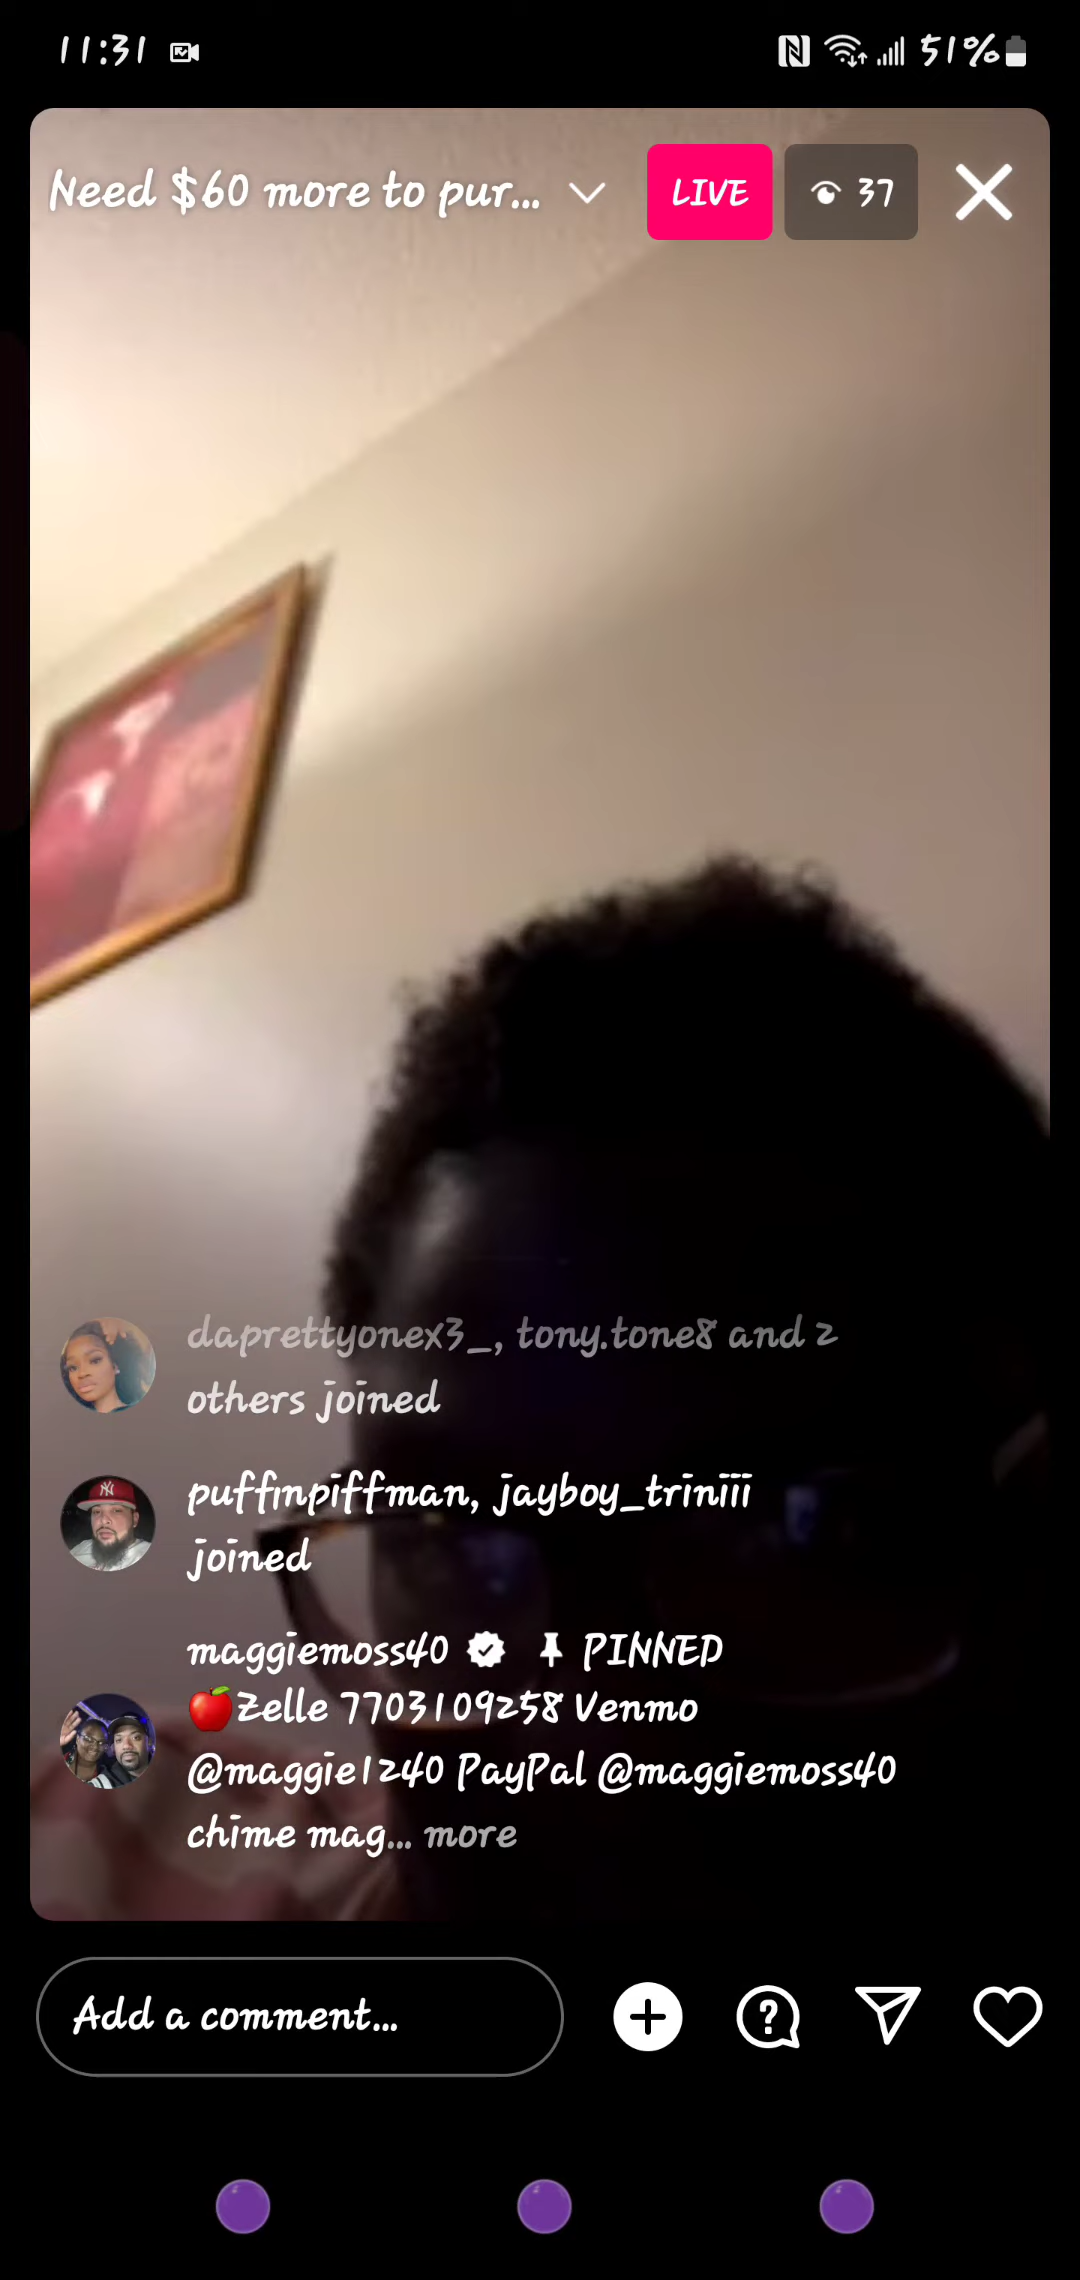 11:31 51%
Need $60 more to pur... LIVE 37
daprettyonex3_, tony.tone8 and 2
others joined
puffinpiffman, jayboy_triniii
joined
maggiemoss40 PINNED
🍎Zelle 7703109258 Venmo
@maggie1240 PayPal @maggiemoss40
chime mag... more
Add a comment...